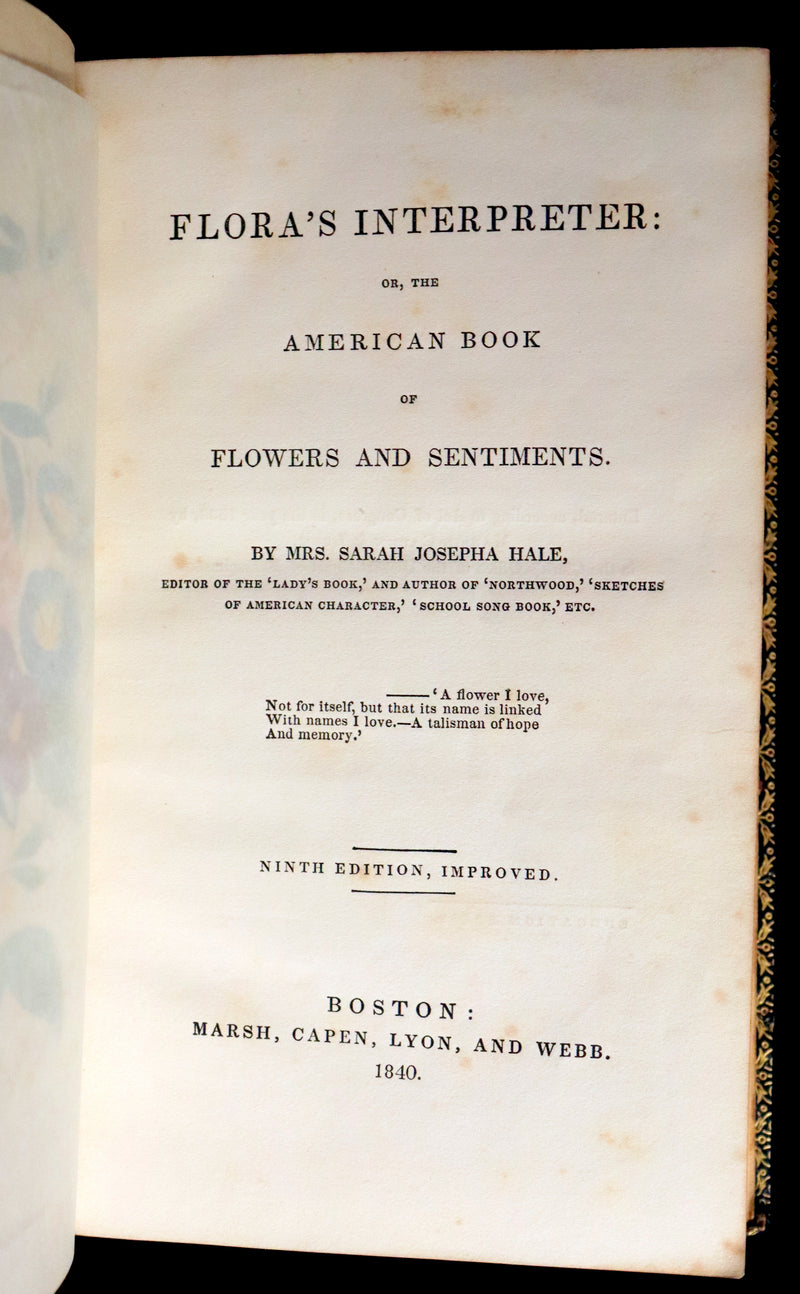 FLORA'S INTERPRETER:
OR, THE
AMERICAN BOOK
OF
FLOWERS AND SENTIMENTS.
BY MRS. SARAH JOSEPHA HALE,
EDITOR OF THE ‘LADY'S BOOK,’ AND AUTHOR OF ‘NORTHWOOD,’ ‘SKETCHES
OF AMERICAN CHARACTER,’ ‘SCHOOL SONG BOOK,’ ETC.
——‘A flower I love,
Not for itself, but that its name is linked
With names I love.—A talisman of hope
And memory.’
NINTH EDITION, IMPROVED.
BOSTON:
MARSH, CAPEN, LYON, AND WEBB.
1840.